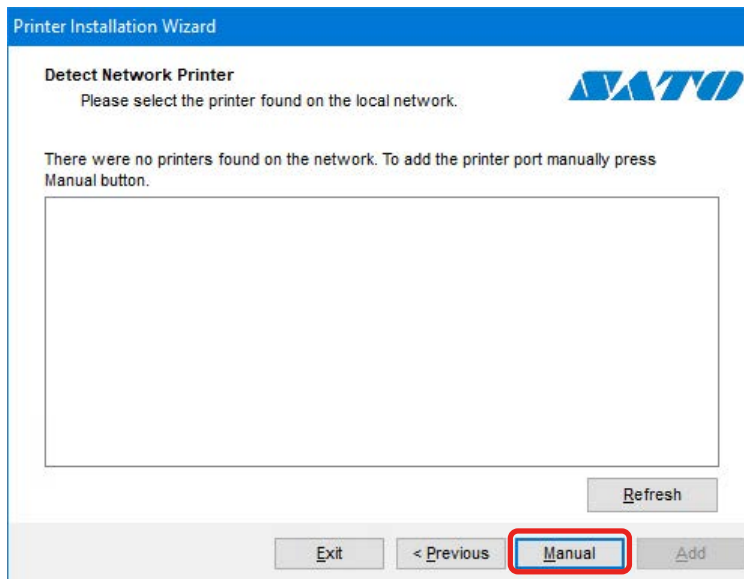 Printer Installation Wizard
Detect Network Printer
SATO
Please select the printer found on the local network.
There were no printers found on the network. To add the printer port manually press
Manual button.
Refresh
Exit
< Previous
Manual
Add